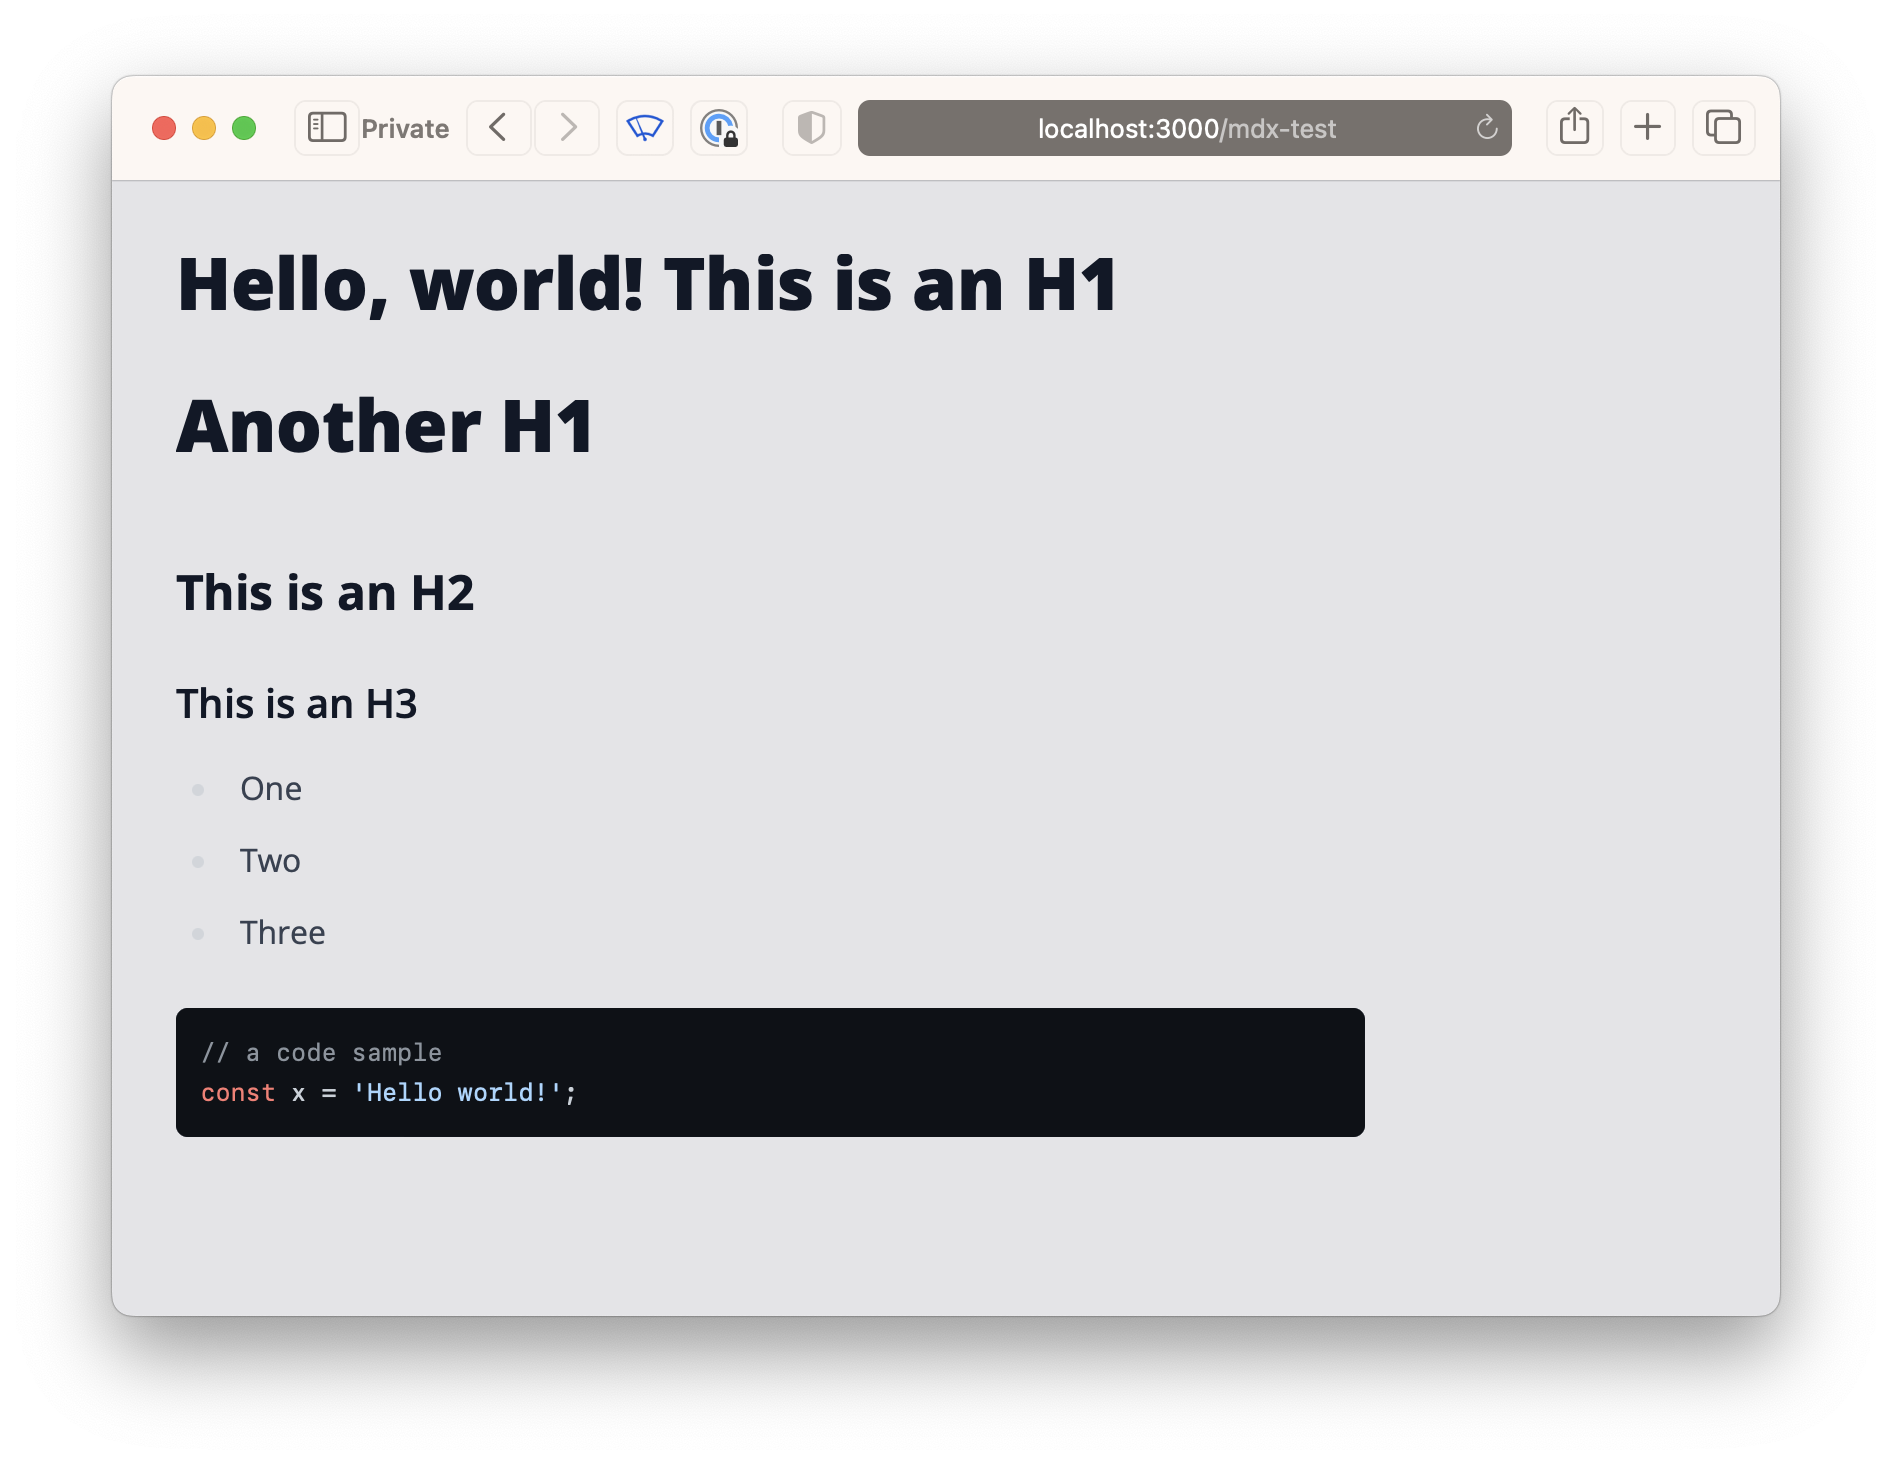 Private
localhost:3000/mdx-test
Hello, world! This is an H1
Another H1
This is an H2
This is an H3
One
Two
Three
// a code sample
const x = 'Hello world!';